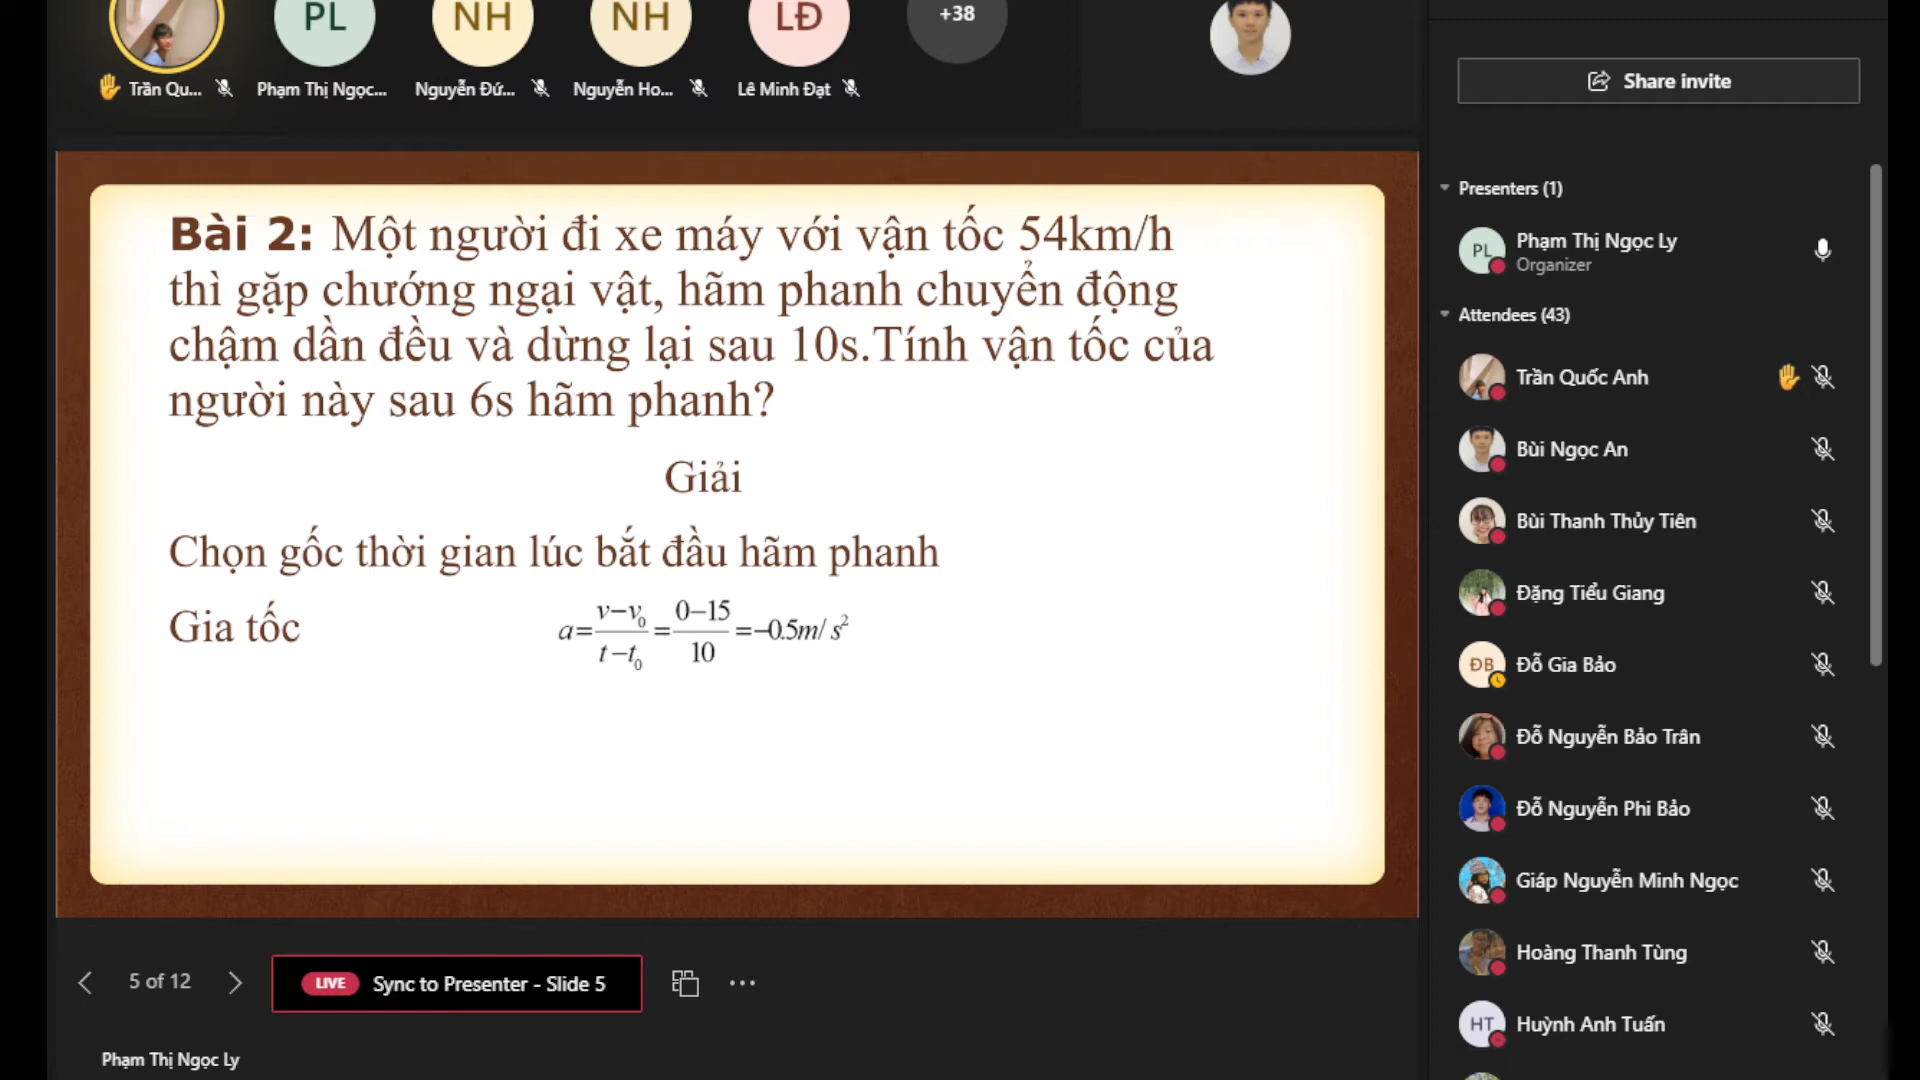 PL
NH
NH
LĐ
+38
Trần Qu...
Phạm Thị Ngọc...
Nguyễn Đứ...
Nguyễn Ho...
Lê Minh Đạt
Share invite
Presenters (1)
PL
Phạm Thị Ngọc Ly
Organizer
Attendees (43)
Trần Quốc Anh
Bùi Ngọc An
Bùi Thanh Thủy Tiên
Đặng Tiểu Giang
ĐB
Đỗ Gia Bảo
Đỗ Nguyễn Bảo Trân
Đỗ Nguyễn Phi Bảo
Giáp Nguyễn Minh Ngọc
Hoàng Thanh Tùng
HT
Huỳnh Anh Tuấn
Bài 2: Một người đi xe máy với vận tốc 54km/h
thì gặp chướng ngại vật, hãm phanh chuyển động
chậm dần đều và dừng lại sau 10s.Tính vận tốc của
người này sau 6s hãm phanh?
Giải
Chọn gốc thời gian lúc bắt đầu hãm phanh
Gia tốc a=(v−v₀)/(t−t₀)=(0−15)/10=−0.5m/s²
5 of 12
LIVE Sync to Presenter - Slide 5
Phạm Thị Ngọc Ly